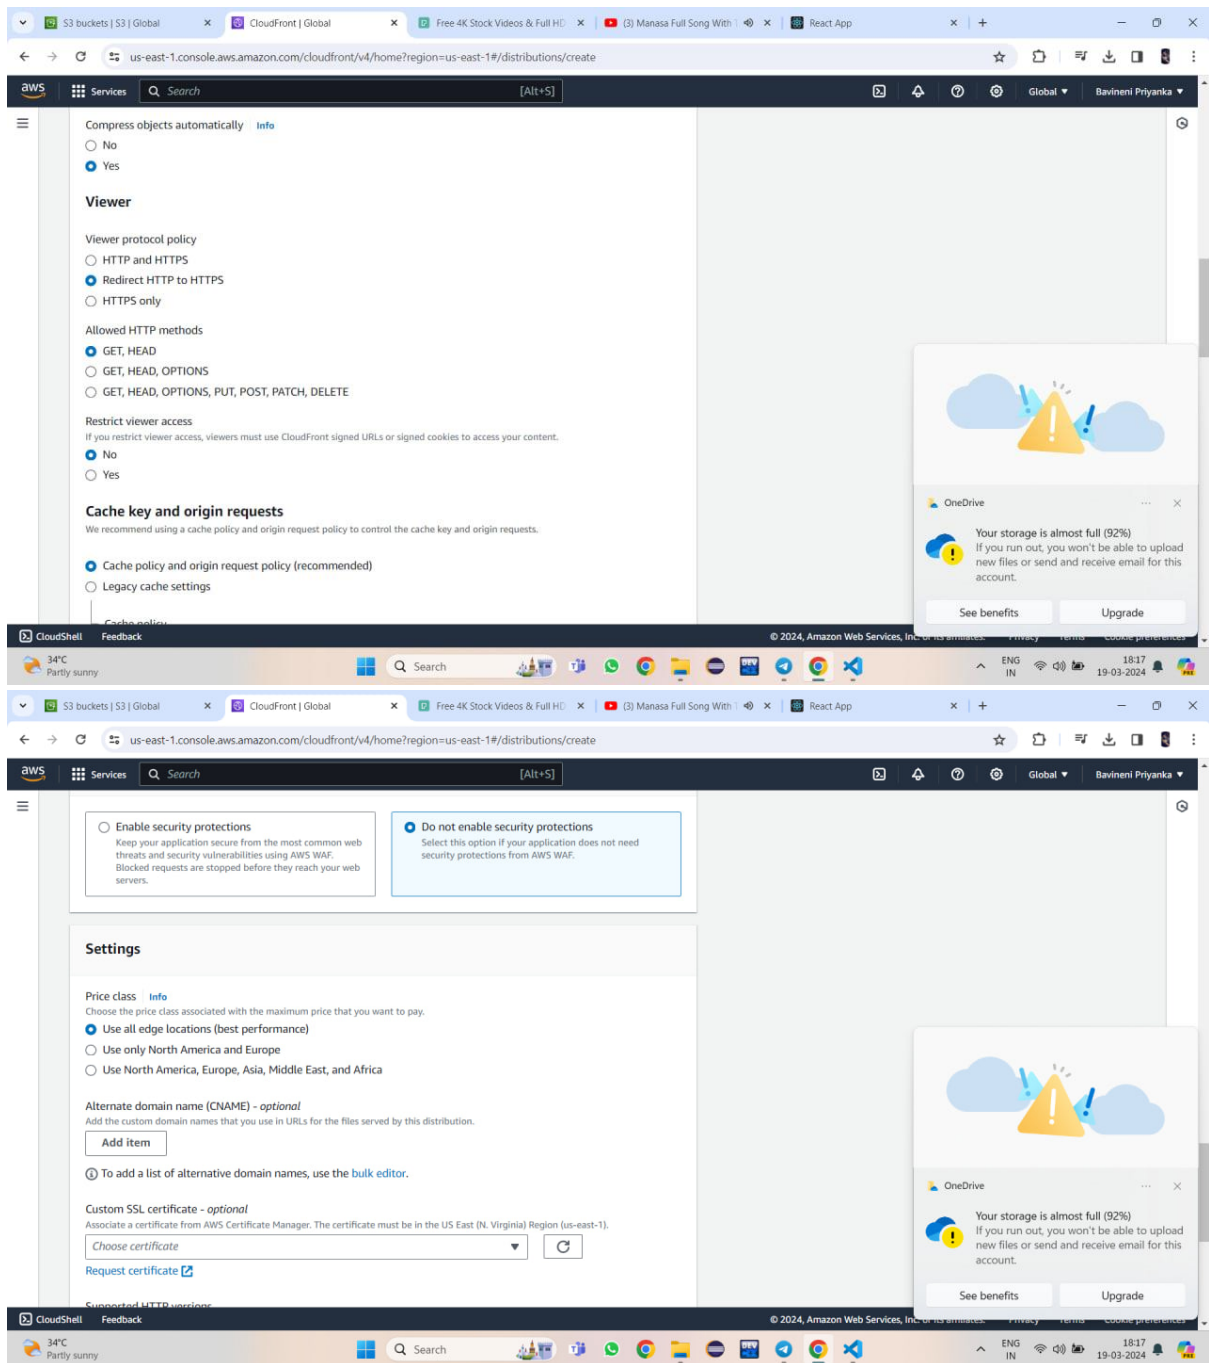 S3 buckets | S3 | Global
CloudFront | Global
Free 4K Stock Videos & Full HD
(3) Manasa Full Song With
React App
us-east-1.console.aws.amazon.com/cloudfront/v4/home?region=us-east-1#/distributions/create
aws
Services
Search
[Alt+S]
Global
Bavineni Priyanka
Compress objects automatically Info
No
Yes
Viewer
Viewer protocol policy
HTTP and HTTPS
Redirect HTTP to HTTPS
HTTPS only
Allowed HTTP methods
GET, HEAD
GET, HEAD, OPTIONS
GET, HEAD, OPTIONS, PUT, POST, PATCH, DELETE
Restrict viewer access
If you restrict viewer access, viewers must use CloudFront signed URLs or signed cookies to access your content.
No
Yes
Cache key and origin requests
We recommend using a cache policy and origin request policy to control the cache key and origin requests.
Cache policy and origin request policy (recommended)
Legacy cache settings
Cache policy
OneDrive
Your storage is almost full (92%)
If you run out, you won't be able to upload
new files or send and receive email for this
account.
See benefits
Upgrade
CloudShell
Feedback
© 2024, Amazon Web Services, Inc. or its affiliates.
Privacy
Terms
Cookie preferences
34°C
Partly sunny
Search
ENG
IN
18:17
19-03-2024
S3 buckets | S3 | Global
CloudFront | Global
Free 4K Stock Videos & Full HD
(3) Manasa Full Song With
React App
us-east-1.console.aws.amazon.com/cloudfront/v4/home?region=us-east-1#/distributions/create
aws
Services
Search
[Alt+S]
Global
Bavineni Priyanka
Enable security protections
Keep your application secure from the most common web
threats and security vulnerabilities using AWS WAF.
Blocked requests are stopped before they reach your web
servers.
Do not enable security protections
Select this option if your application does not need
security protections from AWS WAF.
Settings
Price class Info
Choose the price class associated with the maximum price that you want to pay.
Use all edge locations (best performance)
Use only North America and Europe
Use North America, Europe, Asia, Middle East, and Africa
Alternate domain name (CNAME) - optional
Add the custom domain names that you use in URLs for the files served by this distribution.
Add item
To add a list of alternative domain names, use the bulk editor.
Custom SSL certificate - optional
Associate a certificate from AWS Certificate Manager. The certificate must be in the US East (N. Virginia) Region (us-east-1).
Choose certificate
Request certificate
Supported HTTP versions
OneDrive
Your storage is almost full (92%)
If you run out, you won't be able to upload
new files or send and receive email for this
account.
See benefits
Upgrade
CloudShell
Feedback
© 2024, Amazon Web Services, Inc. or its affiliates.
Privacy
Terms
Cookie preferences
34°C
Partly sunny
Search
ENG
IN
18:17
19-03-2024